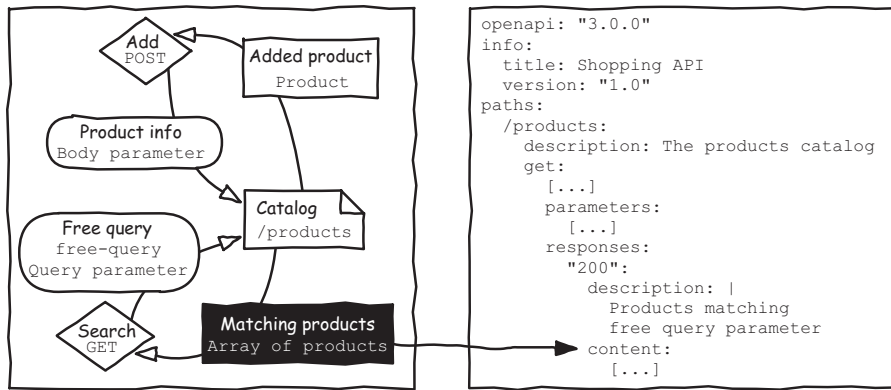 Add
POST
Added product
Product
Product info
Body parameter
Catalog
/products
Free query
free-query
Query parameter
Search
GET
Matching products
Array of products
openapi: "3.0.0"
info:
  title: Shopping API
  version: "1.0"
paths:
  /products:
    description: The products catalog
    get:
      [...]
      parameters:
        [...]
      responses:
        "200":
          description: |
            Products matching
            free query parameter
          content:
            [...]